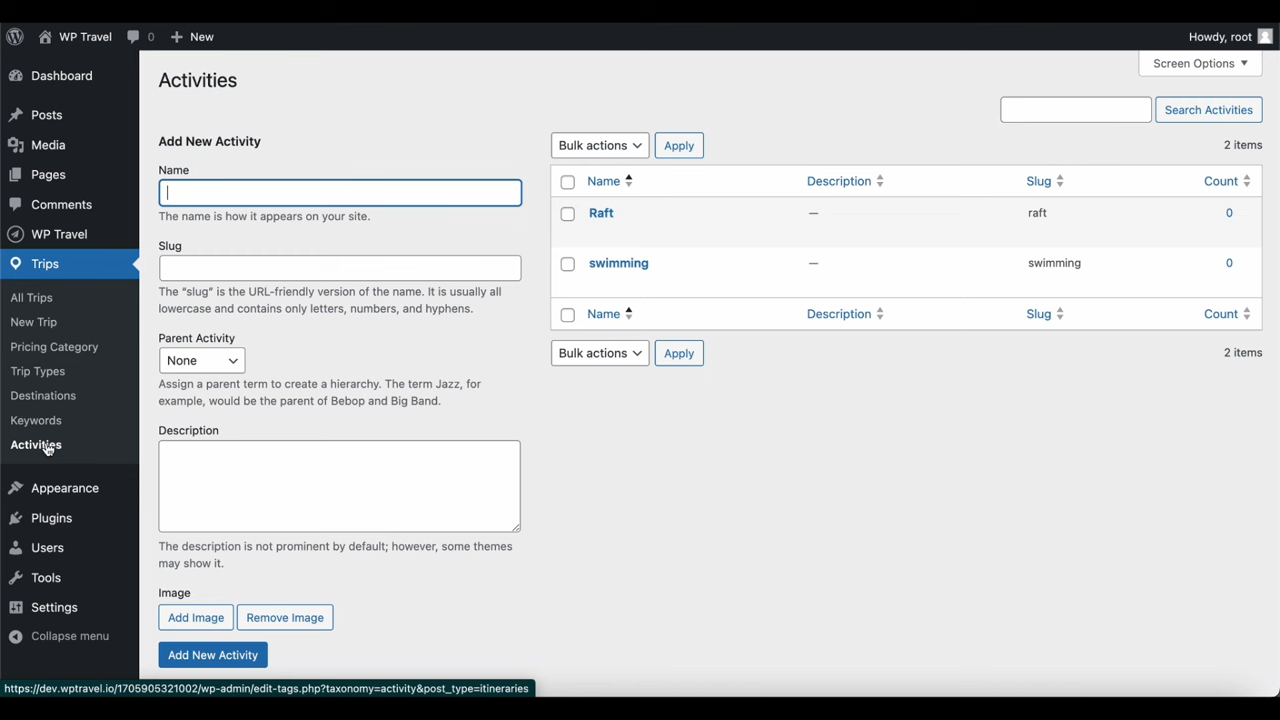 WP Travel
0
New
Howdy, root
Dashboard
Posts
Media
Pages
Comments
WP Travel
Trips
All Trips
New Trip
Pricing Category
Trip Types
Destinations
Keywords
Activities
Appearance
Plugins
Users
Tools
Settings
Collapse menu
Activities
Screen Options
Search Activities
Add New Activity
Name
The name is how it appears on your site.
Slug
The “slug” is the URL-friendly version of the name. It is usually all
lowercase and contains only letters, numbers, and hyphens.
Parent Activity
None
Assign a parent term to create a hierarchy. The term Jazz, for
example, would be the parent of Bebop and Big Band.
Description
The description is not prominent by default; however, some themes
may show it.
Image
Add Image Remove Image
Add New Activity
Bulk actions Apply 2 items
Name Description Slug Count
Raft — raft 0
swimming — swimming 0
Name Description Slug Count
Bulk actions Apply 2 items
https://dev.wptravel.io/1705905321002/wp-admin/edit-tags.php?taxonomy=activity&post_type=itineraries